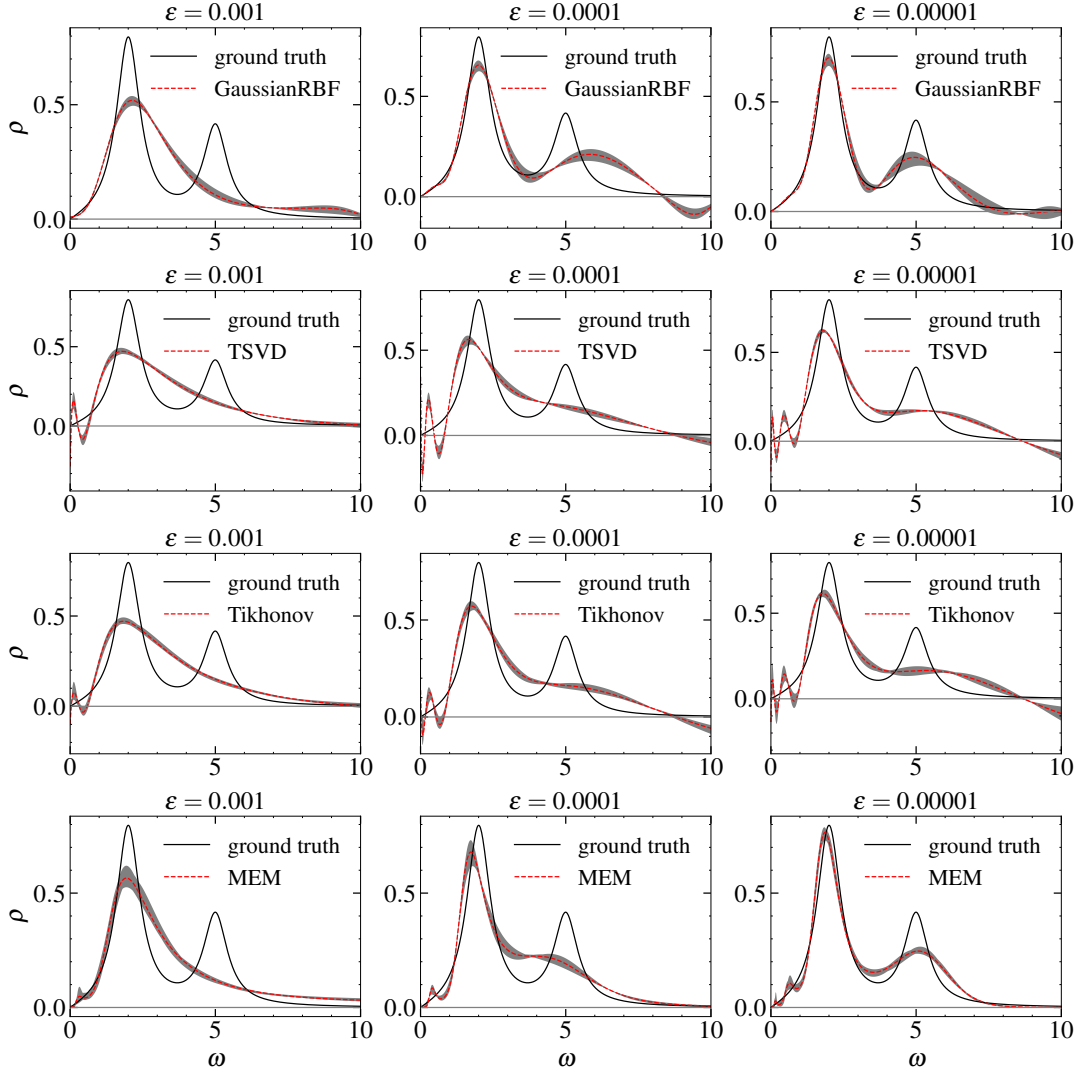 ε = 0.001
ε = 0.0001
ε = 0.00001
ρ
0.5
0.0
ground truth
GaussianRBF
0
5
10
0.5
0.0
ground truth
GaussianRBF
0
5
10
0.5
0.0
ground truth
GaussianRBF
0
5
10
ε = 0.001
ε = 0.0001
ε = 0.00001
ρ
0.5
0.0
ground truth
TSVD
0
5
10
0.5
0.0
ground truth
TSVD
0
5
10
0.5
0.0
ground truth
TSVD
0
5
10
ε = 0.001
ε = 0.0001
ε = 0.00001
ρ
0.5
0.0
ground truth
Tikhonov
0
5
10
0.5
0.0
ground truth
Tikhonov
0
5
10
0.5
0.0
ground truth
Tikhonov
0
5
10
ε = 0.001
ε = 0.0001
ε = 0.00001
ρ
0.5
0.0
ground truth
MEM
0
5
10
ω
0.5
0.0
ground truth
MEM
0
5
10
ω
0.5
0.0
ground truth
MEM
0
5
10
ω